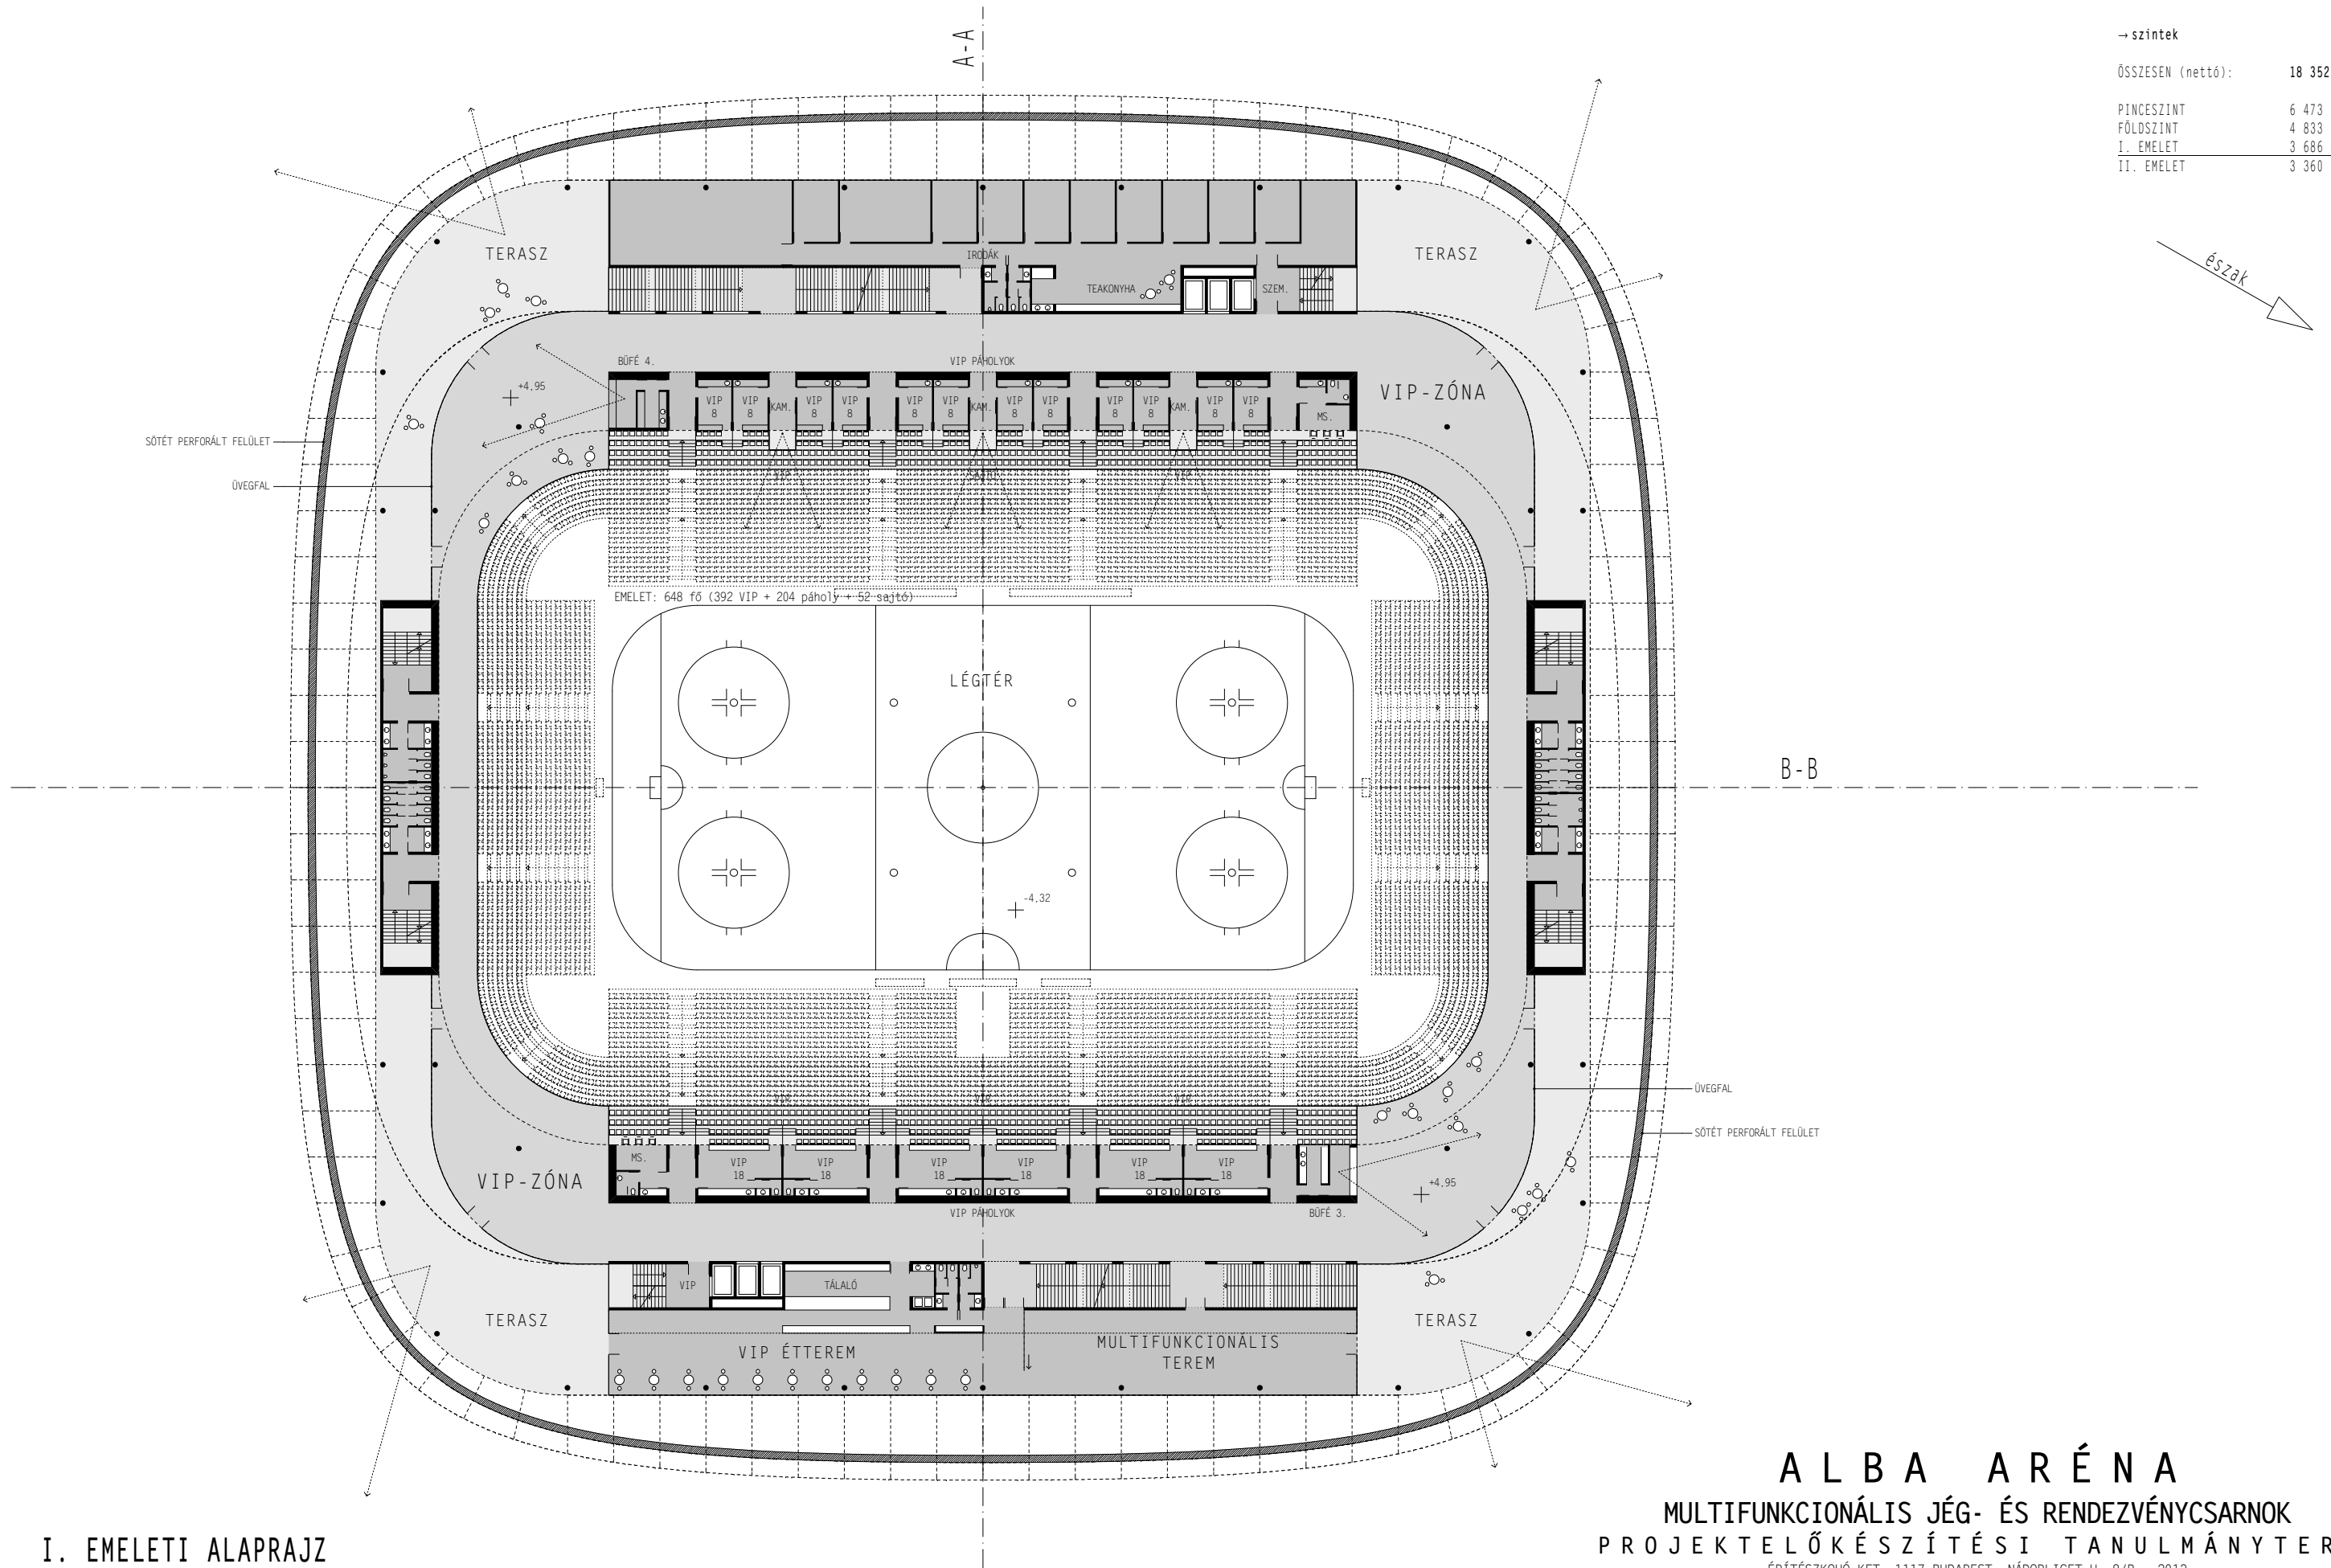 A-A
→ szintek
ÖSSZESEN (nettó): 18 352
PINCESZINT 6 473
FÖLDSZINT 4 833
I. EMELET 3 686
II. EMELET 3 360
észak
TERASZ
TERASZ
IRODÁK
TEAKONYHA
SZEM.
BÜFÉ 4.
VIP PÁHOLYOK
+4,95
VIP-ZÓNA
VIP 8
VIP 8
KAM.
VIP 8
VIP 8
VIP 8
VIP 8
KAM.
VIP 8
VIP 8
VIP 8
VIP 8
KAM.
VIP 8
VIP 8
MS.
SÖTÉT PERFORÁLT FELÜLET
ÜVEGFAL
VIP
SAJTÓ
VIP
EMELET: 648 fő (392 VIP + 204 páholy + 52 sajtó)
LÉGTÉR
B-B
-4,32
ÜVEGFAL
SÖTÉT PERFORÁLT FELÜLET
VIP
VIP
VIP
MS.
VIP 18
VIP 18
VIP 18
VIP 18
VIP 18
VIP 18
VIP-ZÓNA
+4,95
VIP PÁHOLYOK
BÜFÉ 3.
VIP
TÁLALÓ
TERASZ
TERASZ
VIP ÉTTEREM
MULTIFUNKCIONÁLIS
TEREM
ALBA ARÉNA
MULTIFUNKCIONÁLIS JÉG- ÉS RENDEZVÉNYCSARNOK
PROJEKTELŐKÉSZÍTÉSI TANULMÁNYTER
I. EMELETI ALAPRAJZ